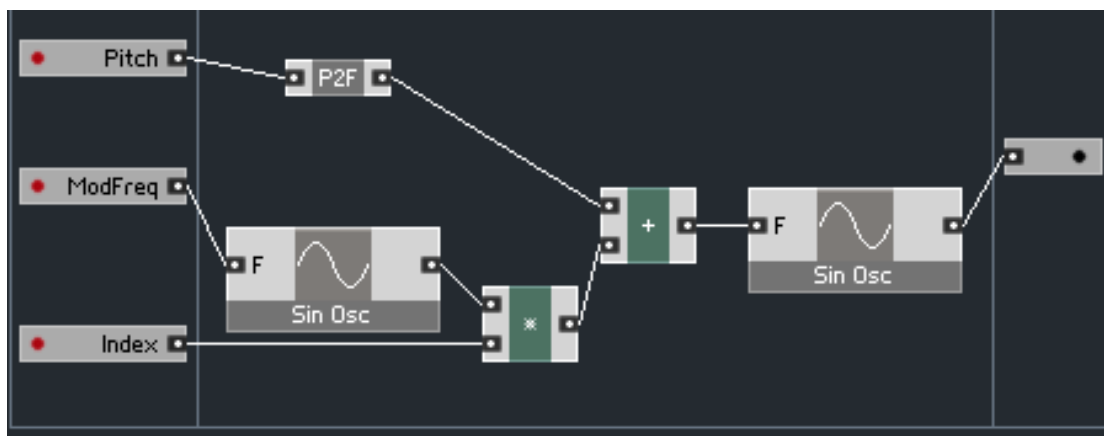 Pitch
P2F
ModFreq
F
Sin Osc
Index
*
+
F
Sin Osc